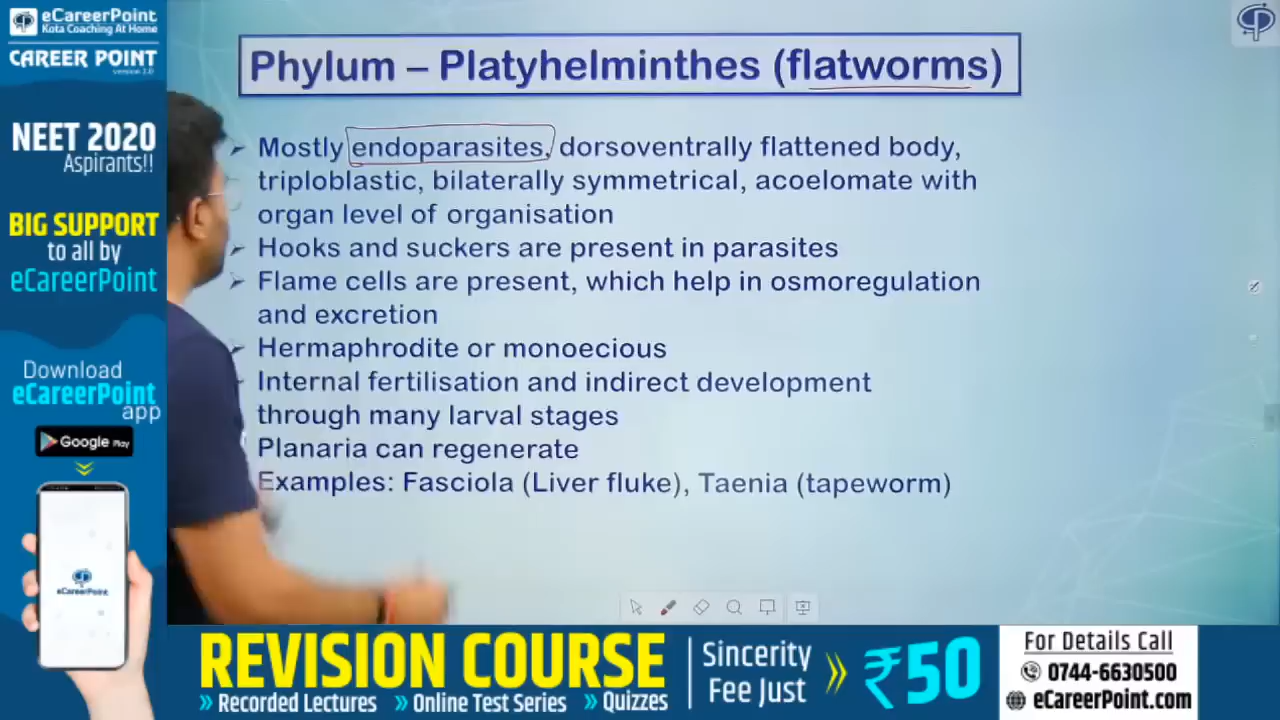 eCareerPoint
Kota Coaching At Home
CAREER POINT
version 2.0
NEET 2020
Aspirants!!
BIG SUPPORT
to all by
eCareerPoint
Download
eCareerPoint
app
Google Play
eCareerPoint
Phylum – Platyhelminthes (flatworms)
Mostly endoparasites, dorsoventrally flattened body,
triploblastic, bilaterally symmetrical, acoelomate with
organ level of organisation
Hooks and suckers are present in parasites
Flame cells are present, which help in osmoregulation
and excretion
Hermaphrodite or monoecious
Internal fertilisation and indirect development
through many larval stages
Planaria can regenerate
Examples: Fasciola (Liver fluke), Taenia (tapeworm)
REVISION COURSE
» Recorded Lectures » Online Test Series » Quizzes
Sincerity
Fee Just
» ₹50
For Details Call
0744-6630500
eCareerPoint.com